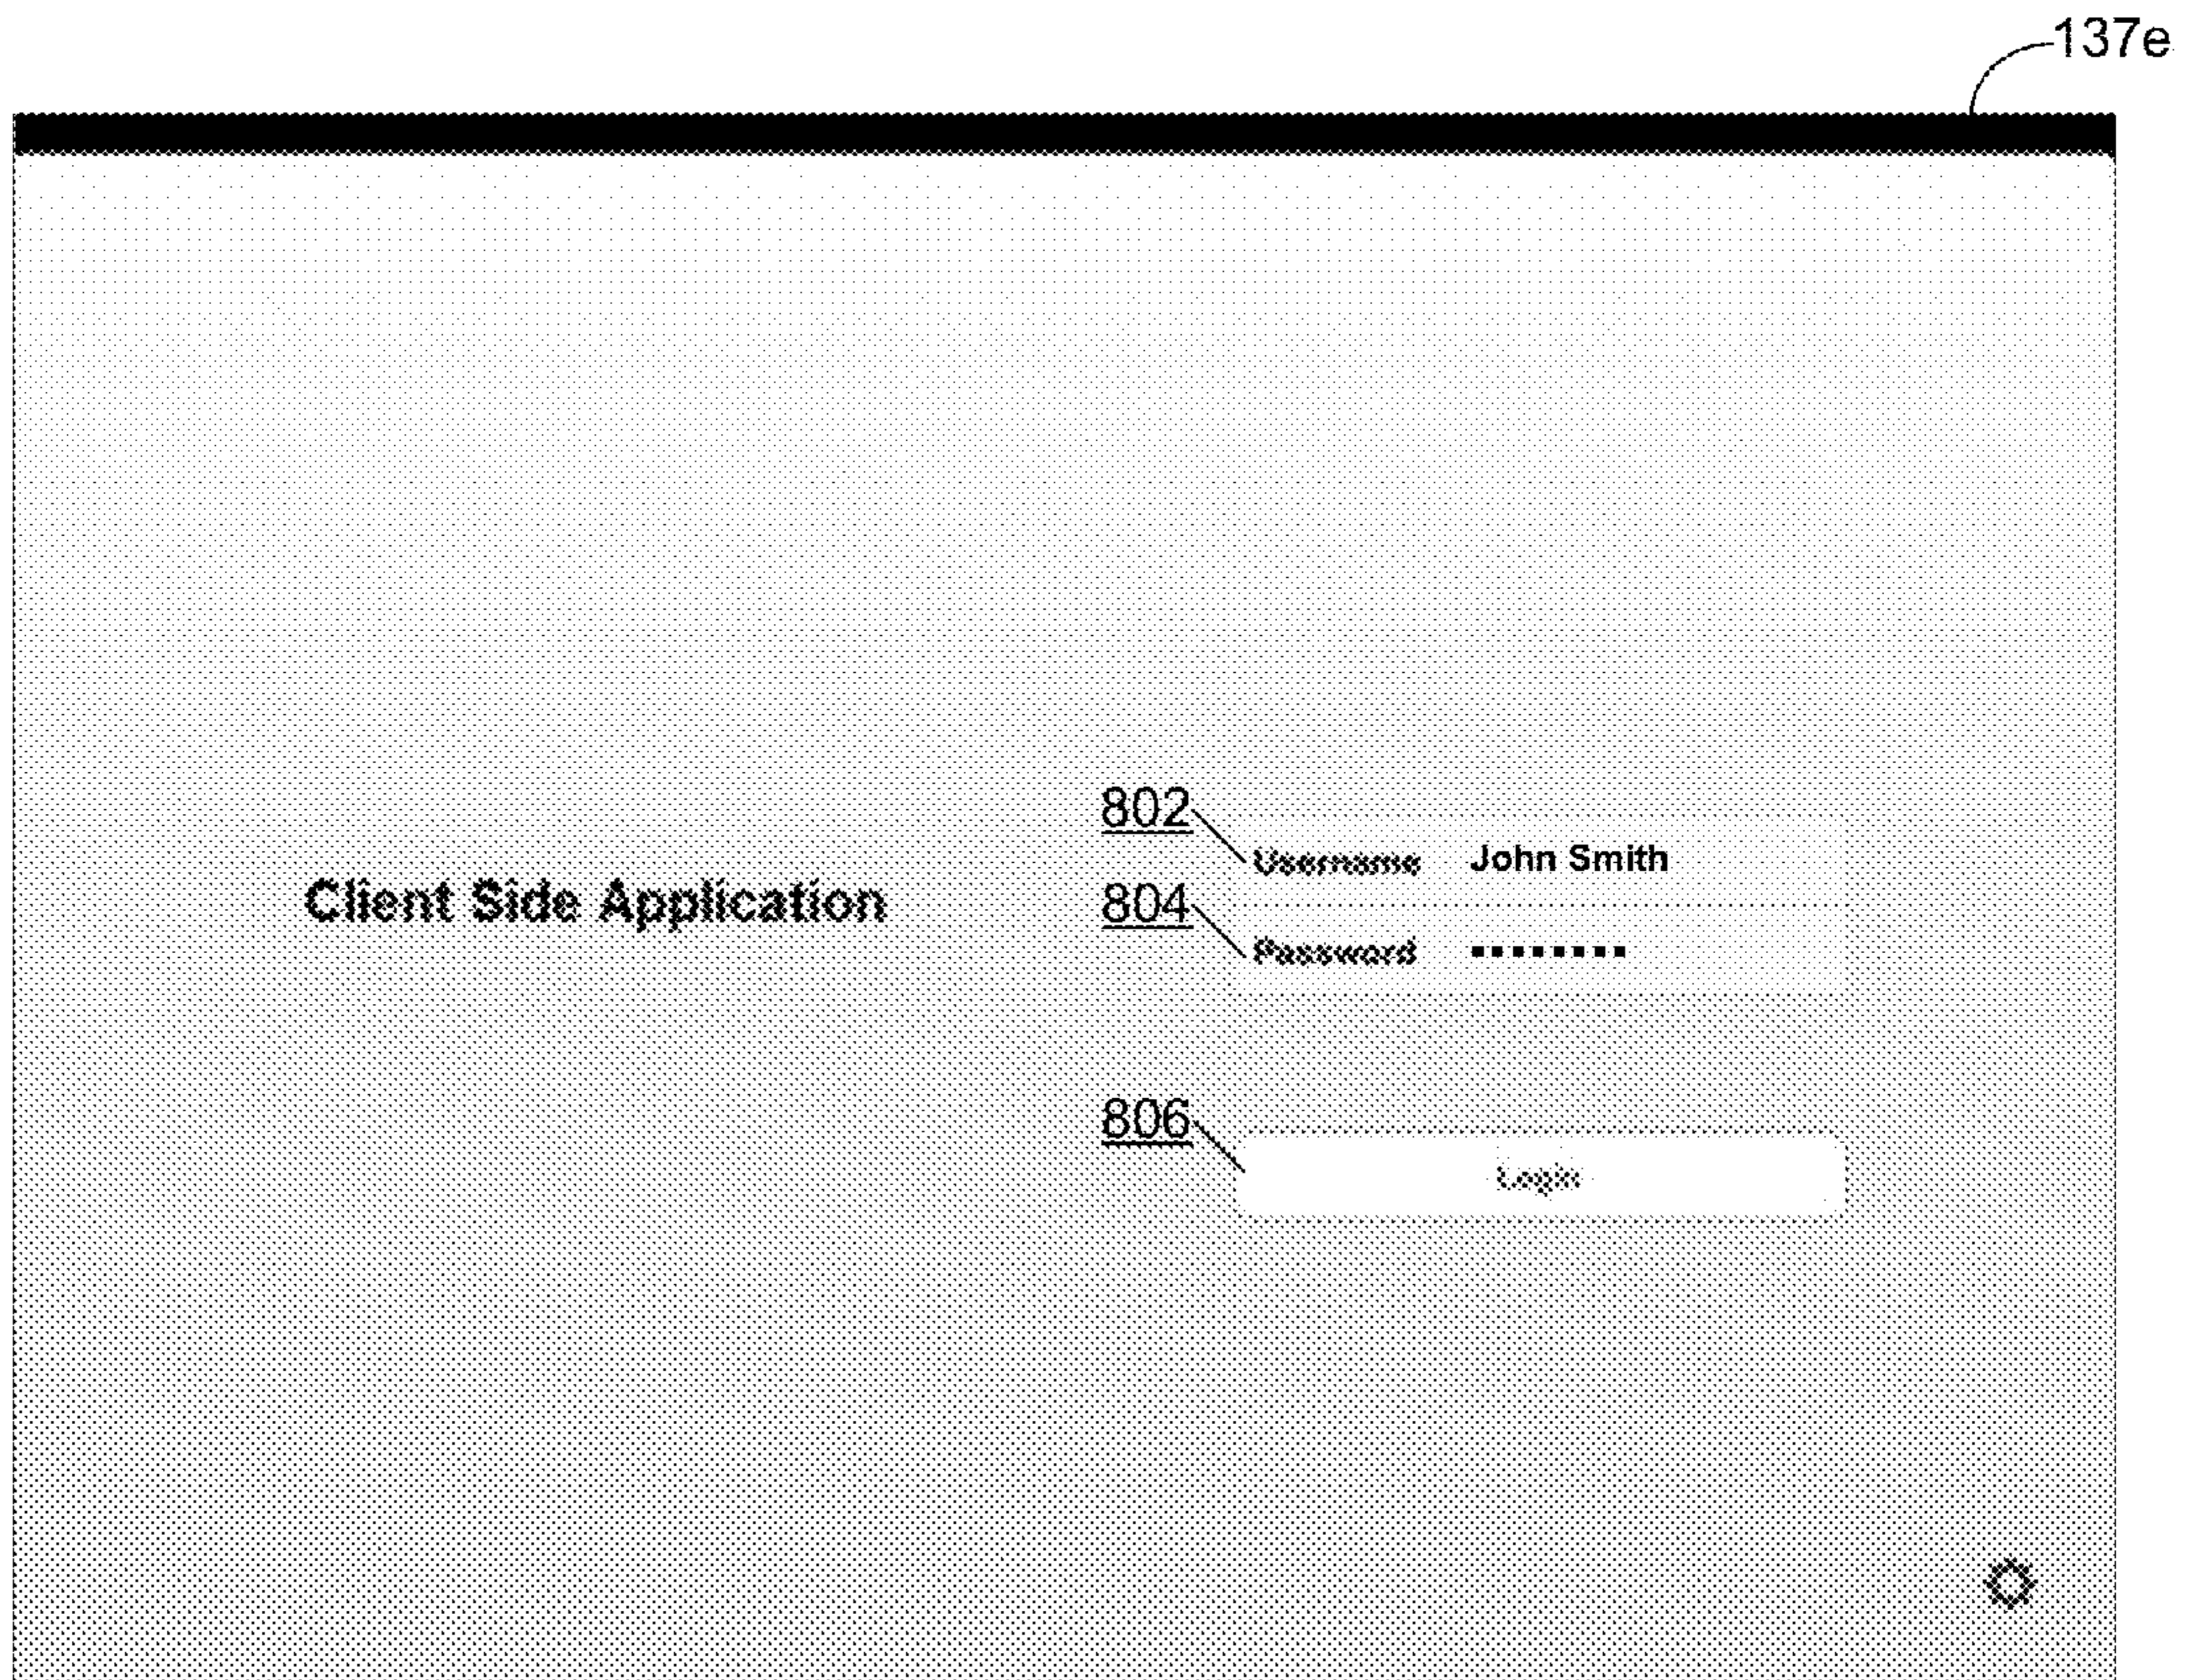 137e
802
Username John Smith
Client Side Application
804
Password ••••••••
806
Login